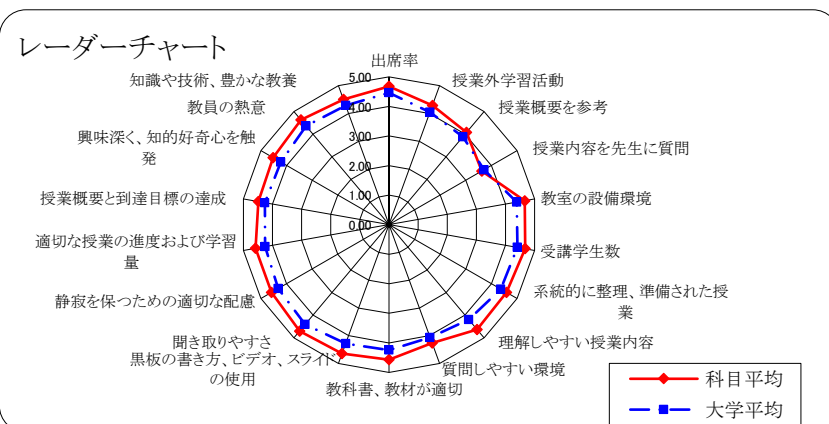 レーダーチャート
出席率
授業外学習活動
授業概要を参考
授業内容を先生に質問
教室の設備環境
受講学生数
系統的に整理、準備された授
業
理解しやすい授業内容
質問しやすい環境
教科書、教材が適切
黒板の書き方、ビデオ、スライド
の使用
聞き取りやすさ
静寂を保つための適切な配慮
適切な授業の進度および学習
量
授業概要と到達目標の達成
興味深く、知的好奇心を触
発
教員の熱意
知識や技術、豊かな教養
5.00
4.00
3.00
2.00
1.00
0.00
科目平均
大学平均